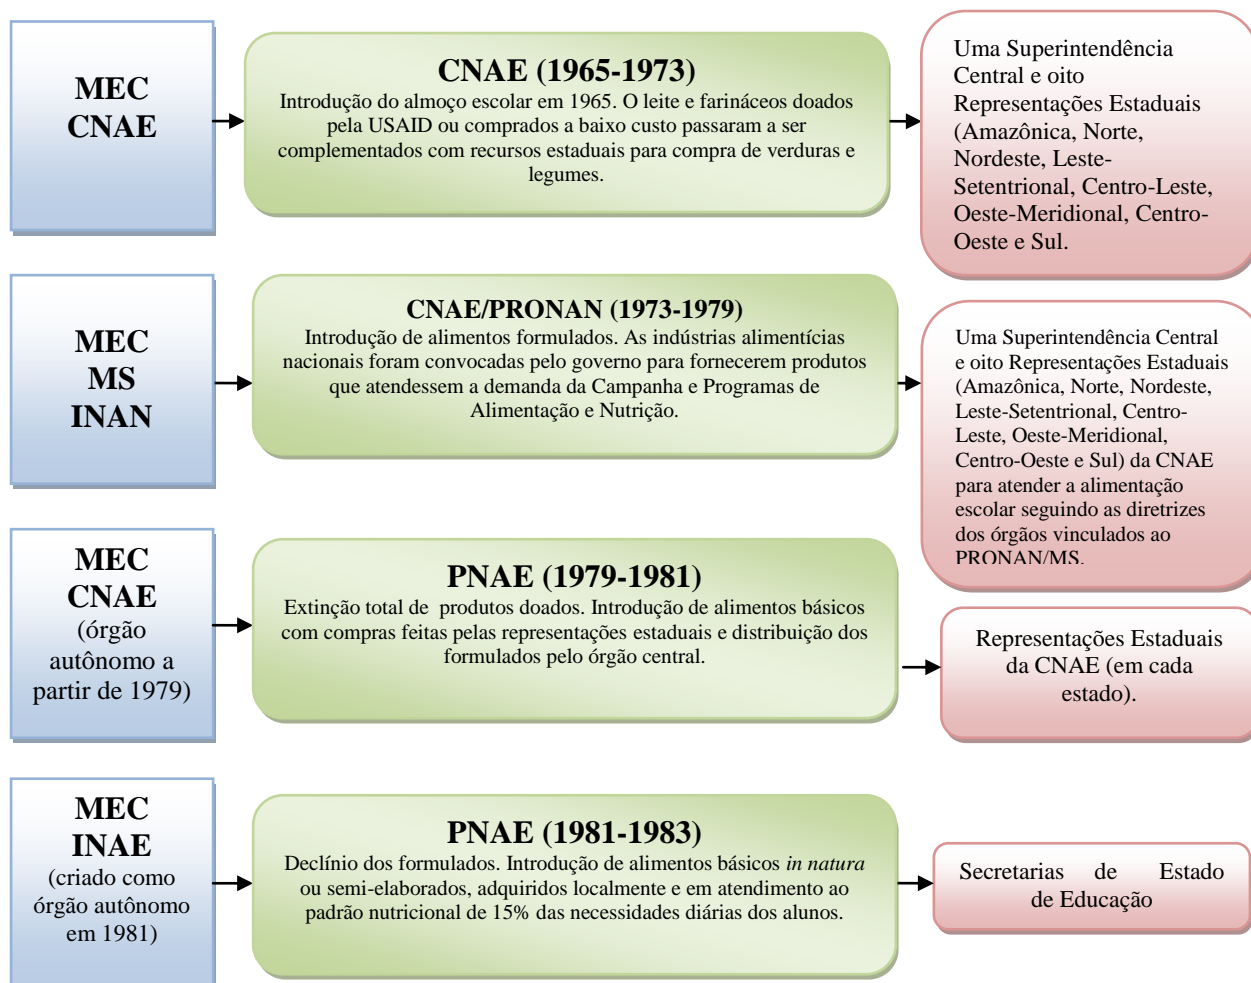 MEC
CNAE
CNAE (1965-1973)
Introdução do almoço escolar em 1965. O leite e farináceos doados
pela USAID ou comprados a baixo custo passaram a ser
complementados com recursos estaduais para compra de verduras e
legumes.
Uma Superintendência
Central e oito
Representações Estaduais
(Amazônica, Norte,
Nordeste, Leste-
Setentrional, Centro-Leste,
Oeste-Meridional, Centro-
Oeste e Sul.
MEC
MS
INAN
CNAE/PRONAN (1973-1979)
Introdução de alimentos formulados. As indústrias alimentícias
nacionais foram convocadas pelo governo para fornecerem produtos
que atendessem a demanda da Campanha e Programas de
Alimentação e Nutrição.
Uma Superintendência Central
e oito Representações Estaduais
(Amazônica, Norte, Nordeste,
Leste-Setentrional, Centro-
Leste, Oeste-Meridional,
Centro-Oeste e Sul) da CNAE
para atender a alimentação
escolar seguindo as diretrizes
dos órgãos vinculados ao
PRONAN/MS.
MEC
CNAE
(órgão
autônomo a
partir de 1979)
PNAE (1979-1981)
Extinção total de produtos doados. Introdução de alimentos básicos
com compras feitas pelas representações estaduais e distribuição dos
formulados pelo órgão central.
Representações Estaduais
da CNAE (em cada
estado).
MEC
INAE
(criado como
órgão autônomo
em 1981)
PNAE (1981-1983)
Declínio dos formulados. Introdução de alimentos básicos in natura
ou semi-elaborados, adquiridos localmente e em atendimento ao
padrão nutricional de 15% das necessidades diárias dos alunos.
Secretarias de Estado
de Educação